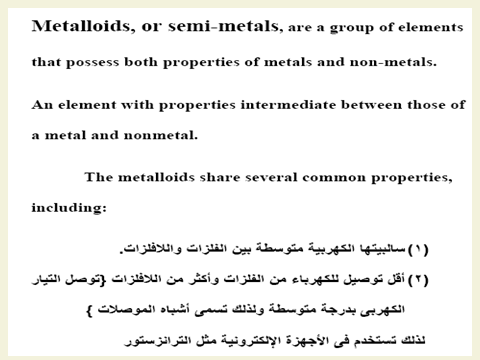 Metalloids, or semi-metals, are a group of elements
that possess both properties of metals and non-metals.
An element with properties intermediate between those of
a metal and nonmetal.
The metalloids share several common properties,
including:
(١) سالبيتها الكهربية متوسطة بين الفلزات واللافلزات.
(٢) أقل توصيل للكهرباء من الفلزات وأكثر من اللافلزات {توصل التيار
الكهربى بدرجة متوسطة ولذلك تسمى أشباه الموصلات }
لذلك تستخدم فى الأجهزة الإلكترونية مثل الترانزستور